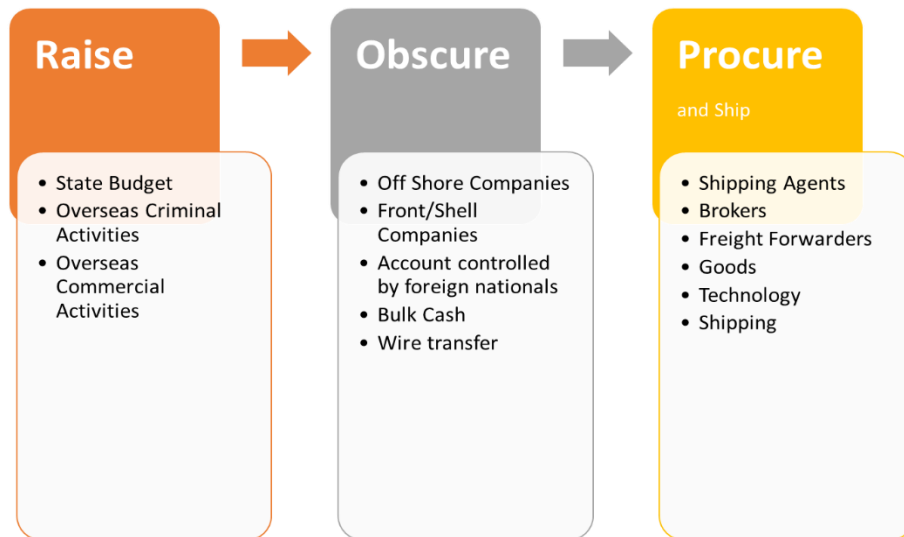 Raise
• State Budget
• Overseas Criminal
Activities
• Overseas
Commercial
Activities
Obscure
• Off Shore Companies
• Front/Shell
Companies
• Account controlled
by foreign nationals
• Bulk Cash
• Wire transfer
Procure
and Ship
• Shipping Agents
• Brokers
• Freight Forwarders
• Goods
• Technology
• Shipping